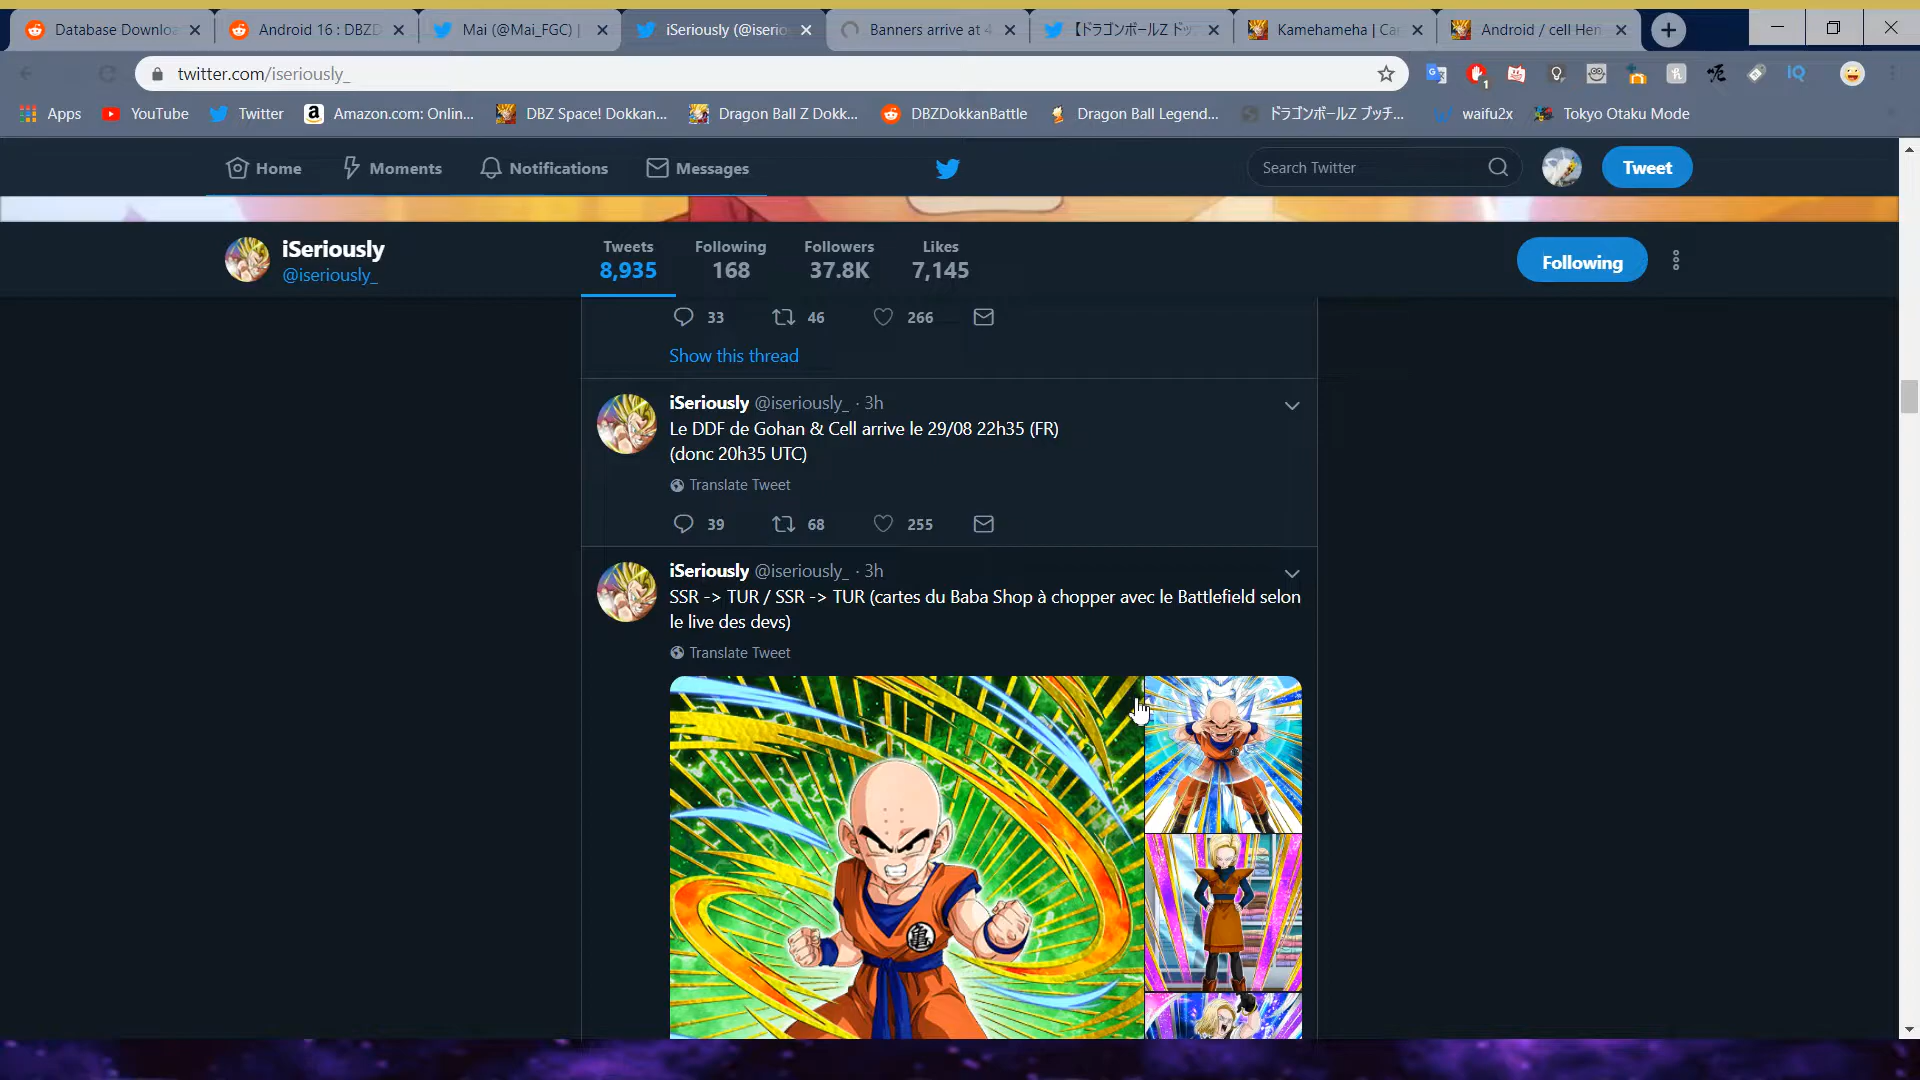 Database Downlo
Android 16 : DBZD
Mai (@Mai_FGC) |
iSeriously (@iserio
Banners arrive at 4
【ドラゴンボールZ ドッ
Kamehameha | Ca
Android / cell Hen
twitter.com/iseriously_
Apps
YouTube
Twitter
Amazon.com: Onlin...
DBZ Space! Dokkan...
Dragon Ball Z Dokk...
DBZDokkanBattle
Dragon Ball Legend...
ドラゴンボールZ ブッチ...
waifu2x
Tokyo Otaku Mode
Home
Moments
Notifications
Messages
Search Twitter
Tweet
iSeriously
@iseriously_
Tweets
8,935
Following
168
Followers
37.8K
Likes
7,145
Following
33
46
266
Show this thread
iSeriously @iseriously_ · 3h
Le DDF de Gohan & Cell arrive le 29/08 22h35 (FR)
(donc 20h35 UTC)
Translate Tweet
39
68
255
iSeriously @iseriously_ · 3h
SSR -> TUR / SSR -> TUR (cartes du Baba Shop à chopper avec le Battlefield selon
le live des devs)
Translate Tweet
亀